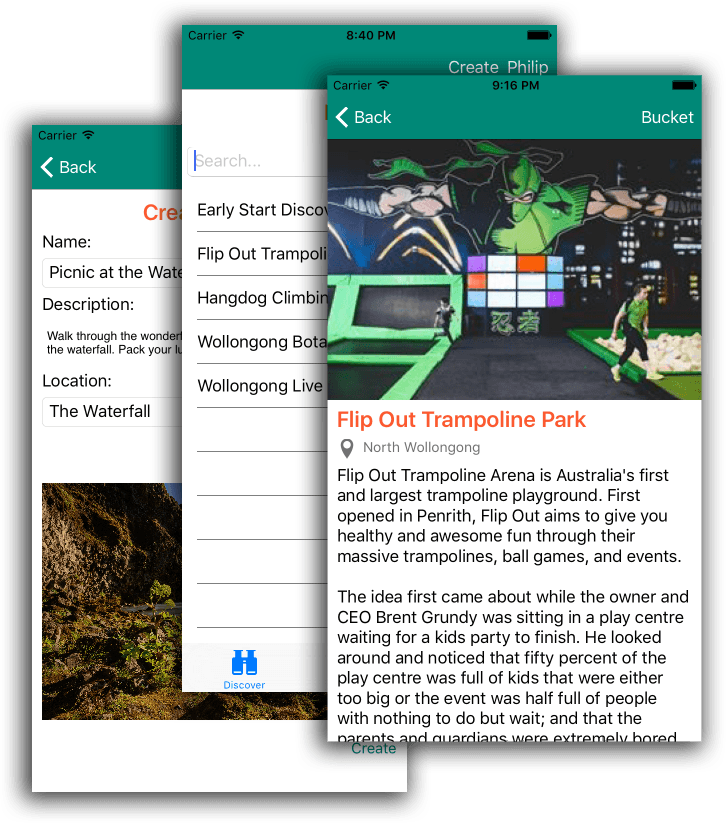 Carrier
8:40 PM
Create Philip
Search...
Early Start Disco
Flip Out Trampoli
Hangdog Climbin
Wollongong Bota
Wollongong Live
Discover
Carrier
Back
Crea
Name:
Picnic at the Wate
Description:
Walk through the wonderf
the waterfall. Pack your lu
Location:
The Waterfall
Create
Carrier
9:16 PM
Back
Bucket
忍者
Flip Out Trampoline Park
North Wollongong
Flip Out Trampoline Arena is Australia's first
and largest trampoline playground. First
opened in Penrith, Flip Out aims to give you
healthy and awesome fun through their
massive trampolines, ball games, and events.
The idea first came about while the owner and
CEO Brent Grundy was sitting in a play centre
waiting for a kids party to finish. He looked
around and noticed that fifty percent of the
play centre was full of kids that were either
too big or the event was half full of people
with nothing to do but wait; and that the
parents and guardians were extremely bored